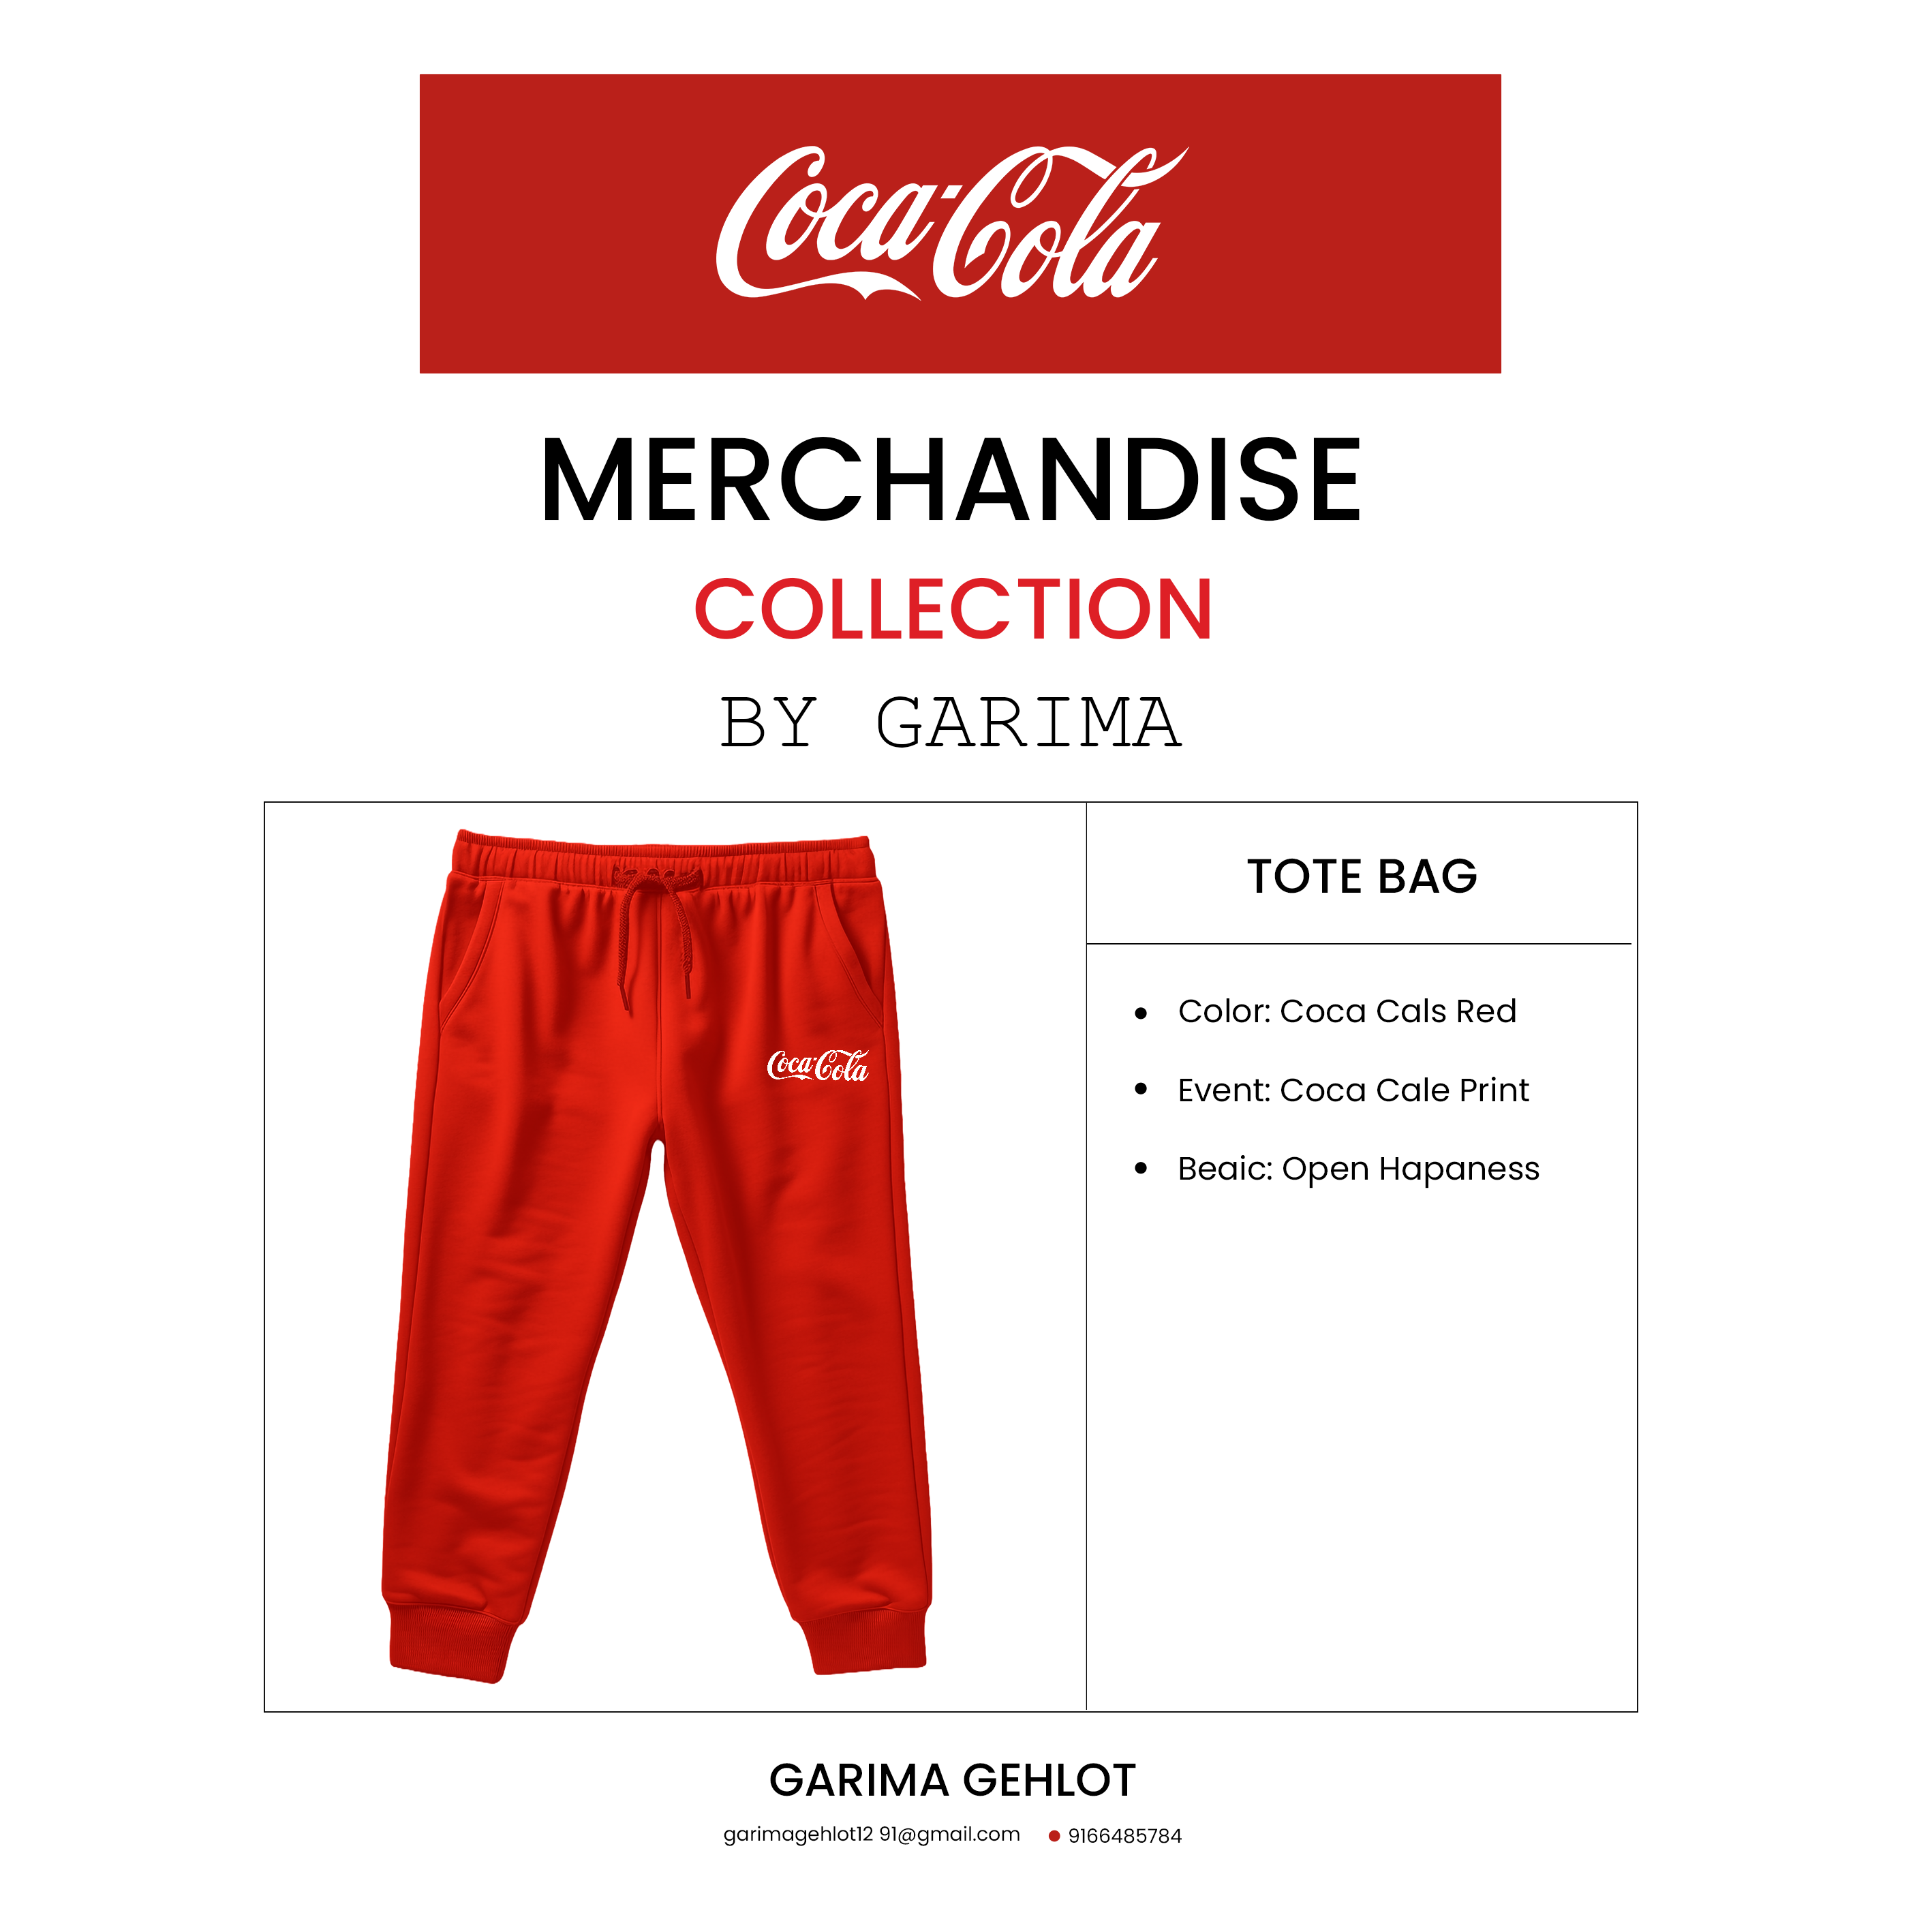 Coca-Cola
MERCHANDISE
COLLECTION
BY GARIMA
TOTE BAG
Color: Coca Cals Red
Event: Coca Cale Print
Beaic: Open Hapaness
Coca-Cola
GARIMA GEHLOT
garimagehlot12 91@gmail.com
9166485784